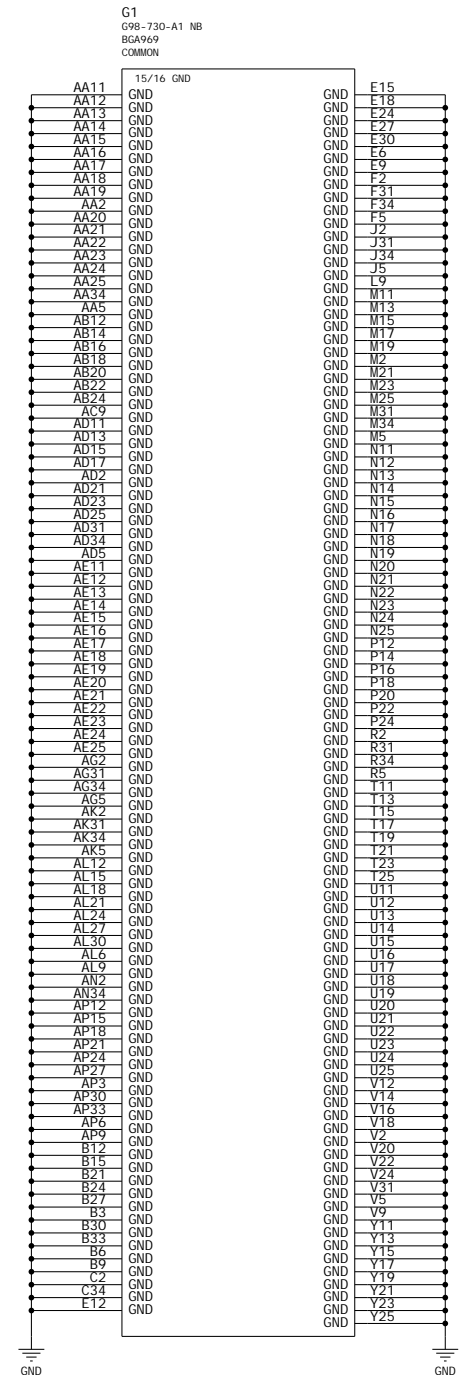 G1
G98-730-A1 NB
BGA969
COMMON
15/16 GND
AA11 GND GND E15
AA12 GND GND E18
AA13 GND GND E24
AA14 GND GND E27
AA15 GND GND E30
AA16 GND GND E6
AA17 GND GND E9
AA18 GND GND F2
AA19 GND GND F31
AA2 GND GND F34
AA20 GND GND F5
AA21 GND GND J2
AA22 GND GND J31
AA23 GND GND J34
AA24 GND GND J5
AA25 GND GND L9
AA34 GND GND M11
AA5 GND GND M13
AB12 GND GND M15
AB14 GND GND M17
AB16 GND GND M19
AB18 GND GND M2
AB20 GND GND M21
AB22 GND GND M23
AB24 GND GND M25
AC9 GND GND M31
AD11 GND GND M34
AD13 GND GND M5
AD15 GND GND N11
AD17 GND GND N12
AD2 GND GND N13
AD21 GND GND N14
AD23 GND GND N15
AD25 GND GND N16
AD31 GND GND N17
AD34 GND GND N18
AD5 GND GND N19
AE11 GND GND N20
AE12 GND GND N21
AE13 GND GND N22
AE14 GND GND N23
AE15 GND GND N24
AE16 GND GND N25
AE17 GND GND P12
AE18 GND GND P14
AE19 GND GND P16
AE20 GND GND P18
AE21 GND GND P20
AE22 GND GND P22
AE23 GND GND P24
AE24 GND GND R2
AE25 GND GND R31
AG2 GND GND R34
AG31 GND GND R5
AG34 GND GND T11
AG5 GND GND T13
AK2 GND GND T15
AK31 GND GND T17
AK34 GND GND T19
AK5 GND GND T21
AL12 GND GND T23
AL15 GND GND T25
AL18 GND GND U11
AL21 GND GND U12
AL24 GND GND U13
AL27 GND GND U14
AL30 GND GND U15
AL6 GND GND U16
AL9 GND GND U17
AN2 GND GND U18
AN34 GND GND U19
AP12 GND GND U20
AP15 GND GND U21
AP18 GND GND U22
AP21 GND GND U23
AP24 GND GND U24
AP27 GND GND U25
AP3 GND GND V12
AP30 GND GND V14
AP33 GND GND V16
AP6 GND GND V18
AP9 GND GND V2
B12 GND GND V20
B15 GND GND V22
B21 GND GND V24
B24 GND GND V31
B27 GND GND V5
B3 GND GND V9
B30 GND GND Y11
B33 GND GND Y13
B6 GND GND Y15
B9 GND GND Y17
C2 GND GND Y19
C34 GND GND Y21
E12 GND GND Y23
GND Y25
GND GND